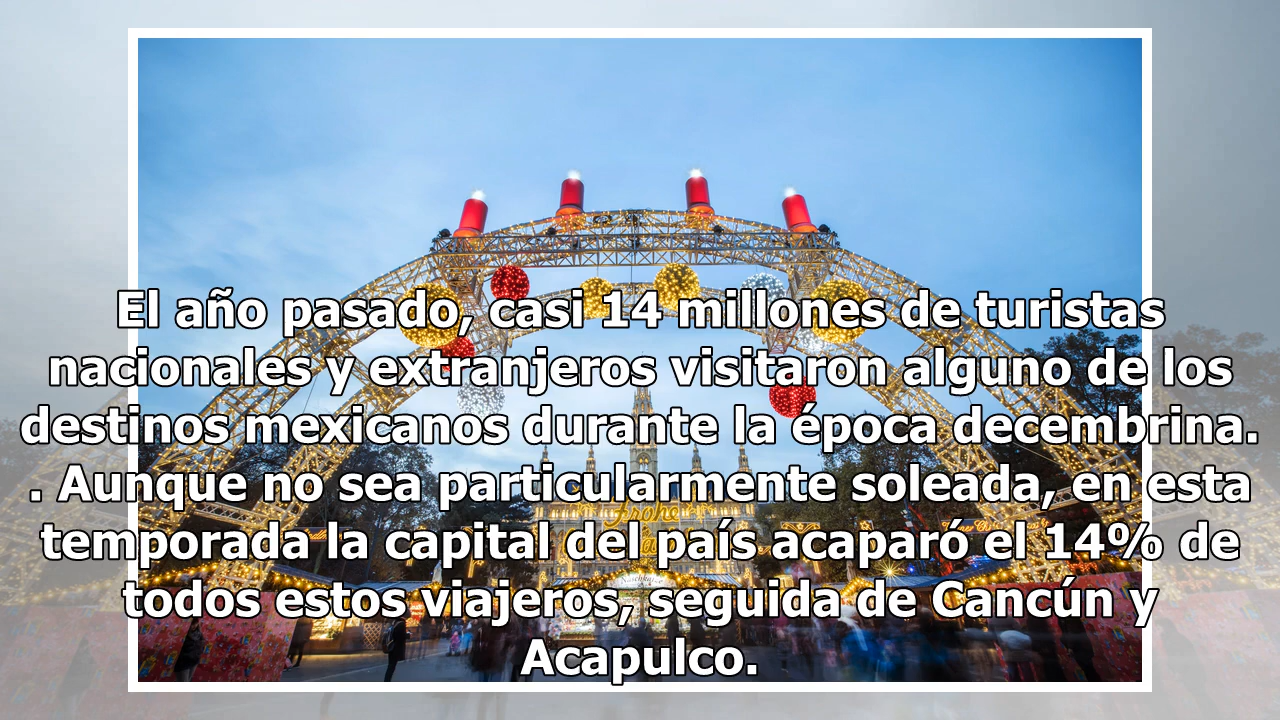 El año pasado, casi 14 millones de turistas
nacionales y extranjeros visitaron alguno de los
destinos mexicanos durante la época decembrina.
. Aunque no sea particularmente soleada, en esta
temporada la capital del país acaparó el 14% de
todos estos viajeros, seguida de Cancún y
Acapulco.
Frohe